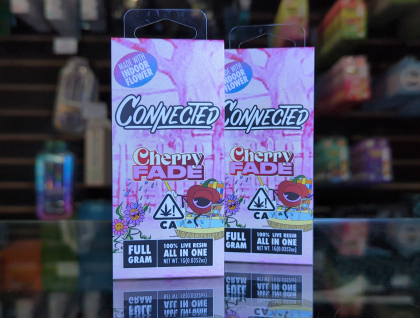 MADE WITH
INDOOR
FLOWER
CONNECTED
Cherry
FADE
CA
FULL
GRAM
100% LIVE RESIN
ALL IN ONE
NET WT. 1G(0.0352oz)
MADE WITH
INDOOR
FLOWER
CONNECTED
Cherry
FADE
CA
FULL
GRAM
100% LIVE RESIN
ALL IN ONE
NET WT. 1G(0.0352oz)